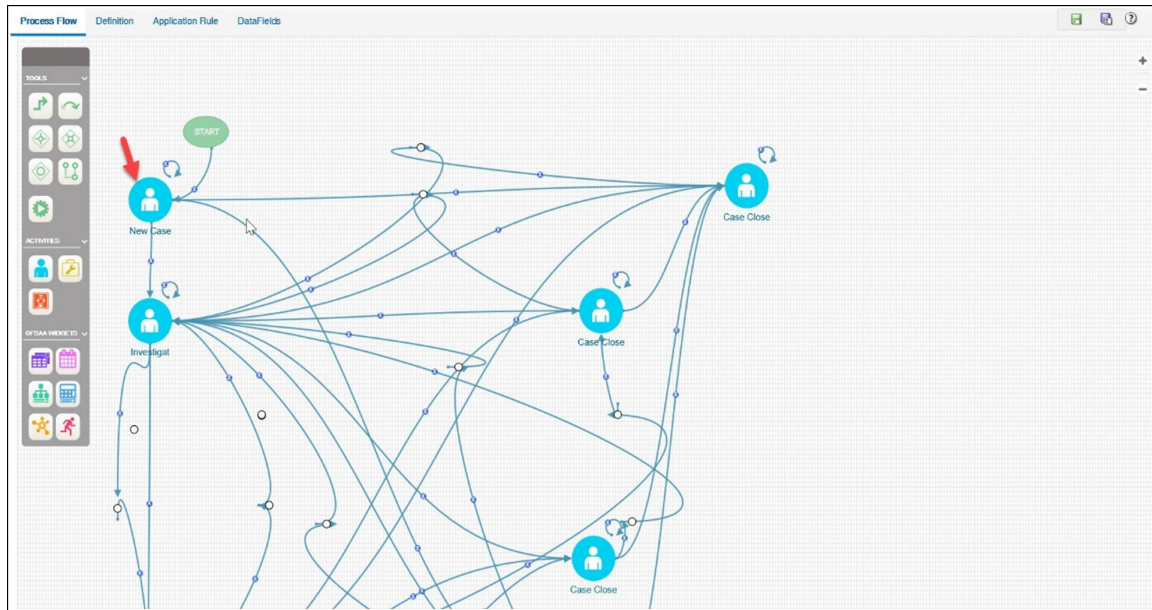 Process Flow Definition Application Rule DataFields
TOOLS
START
New Case
Case Close
ACTIVITIES
Investigat
Case Close
OFSAA WIDGETS
Case Close